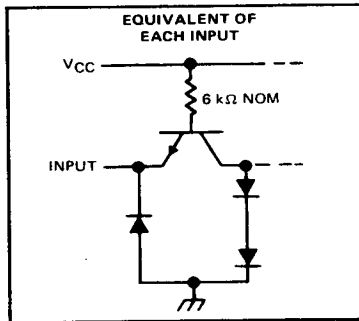 EQUIVALENT OF
EACH INPUT
VCC
6 kΩ NOM
INPUT